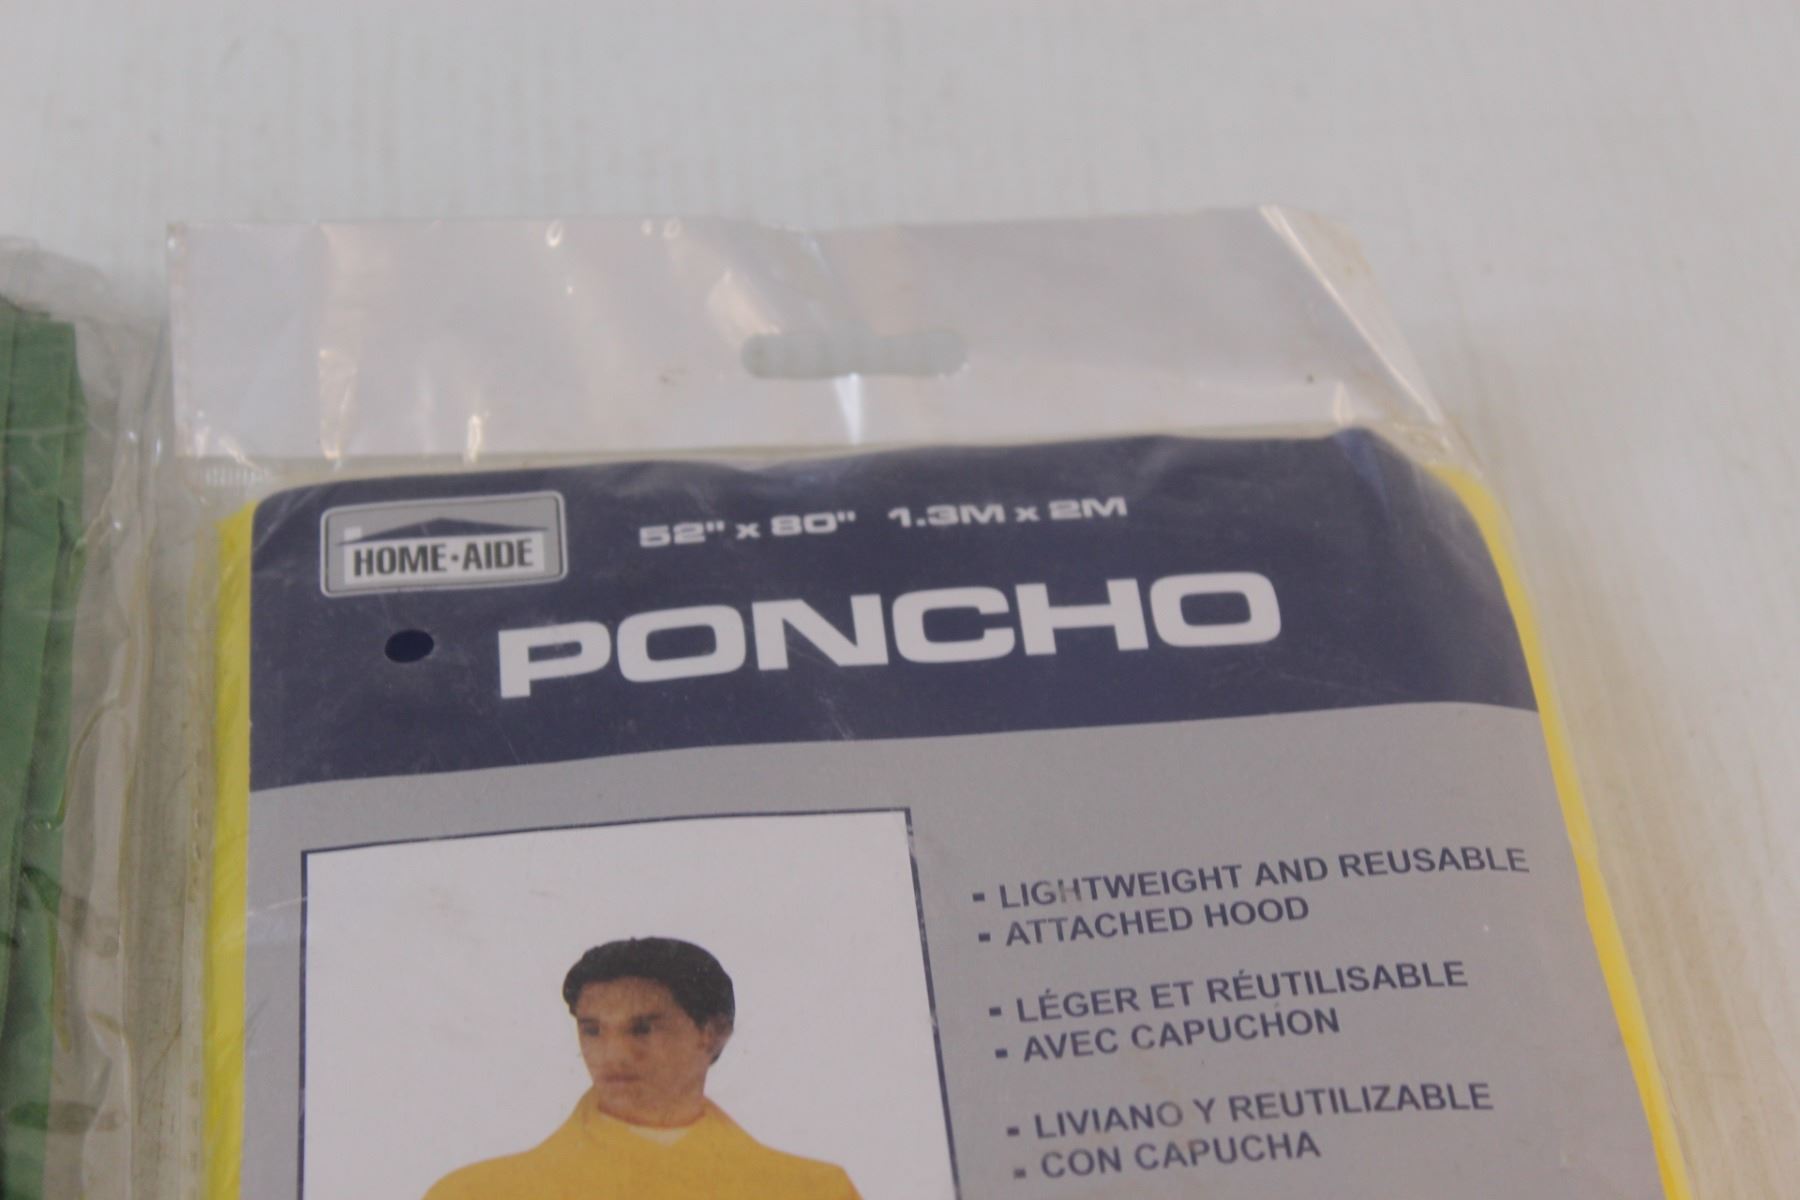 HOME-AIDE
52" x 80" 1.3M x 2M
PONCHO
- LIGHTWEIGHT AND REUSABLE
- ATTACHED HOOD
- LÉGER ET RÉUTILISABLE
- AVEC CAPUCHON
- LIVIANO Y REUTILIZABLE
- CON CAPUCHA